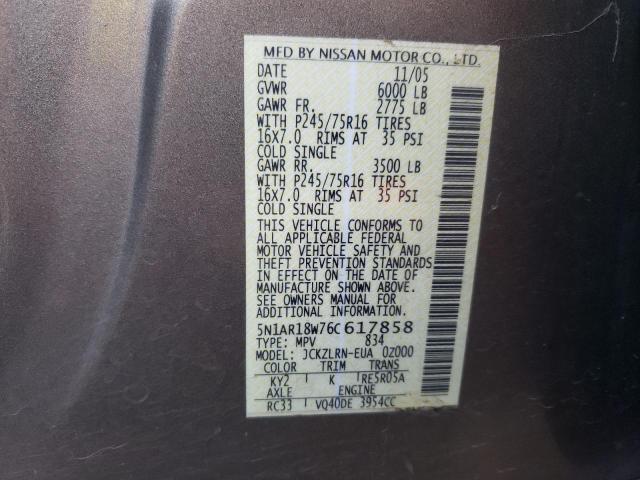 MFD BY NISSAN MOTOR CO., LTD.
DATE 11/05
GVWR 6000 LB
GAWR FR. 2775 LB
WITH P245/75R16 TIRES
16X7.0 RIMS AT 35 PSI
COLD SINGLE
GAWR RR. 3500 LB
WITH P245/75R16 TIRES
16X7.0 RIMS AT 35 PSI
COLD SINGLE
THIS VEHICLE CONFORMS TO
ALL APPLICABLE FEDERAL
MOTOR VEHICLE SAFETY AND
THEFT PREVENTION STANDARDS
IN EFFECT ON THE DATE OF
MANUFACTURE SHOWN ABOVE.
SEE OWNERS MANUAL FOR
ADDITIONAL INFORMATION.
5N1AR18W76C617858
TYPE: MPV 834
MODEL: JCKZLRN-EUA 0Z000
COLOR TRIM TRANS
KY2 K RE5R05A
AXLE ENGINE
RC33 VQ40DE 3954CC